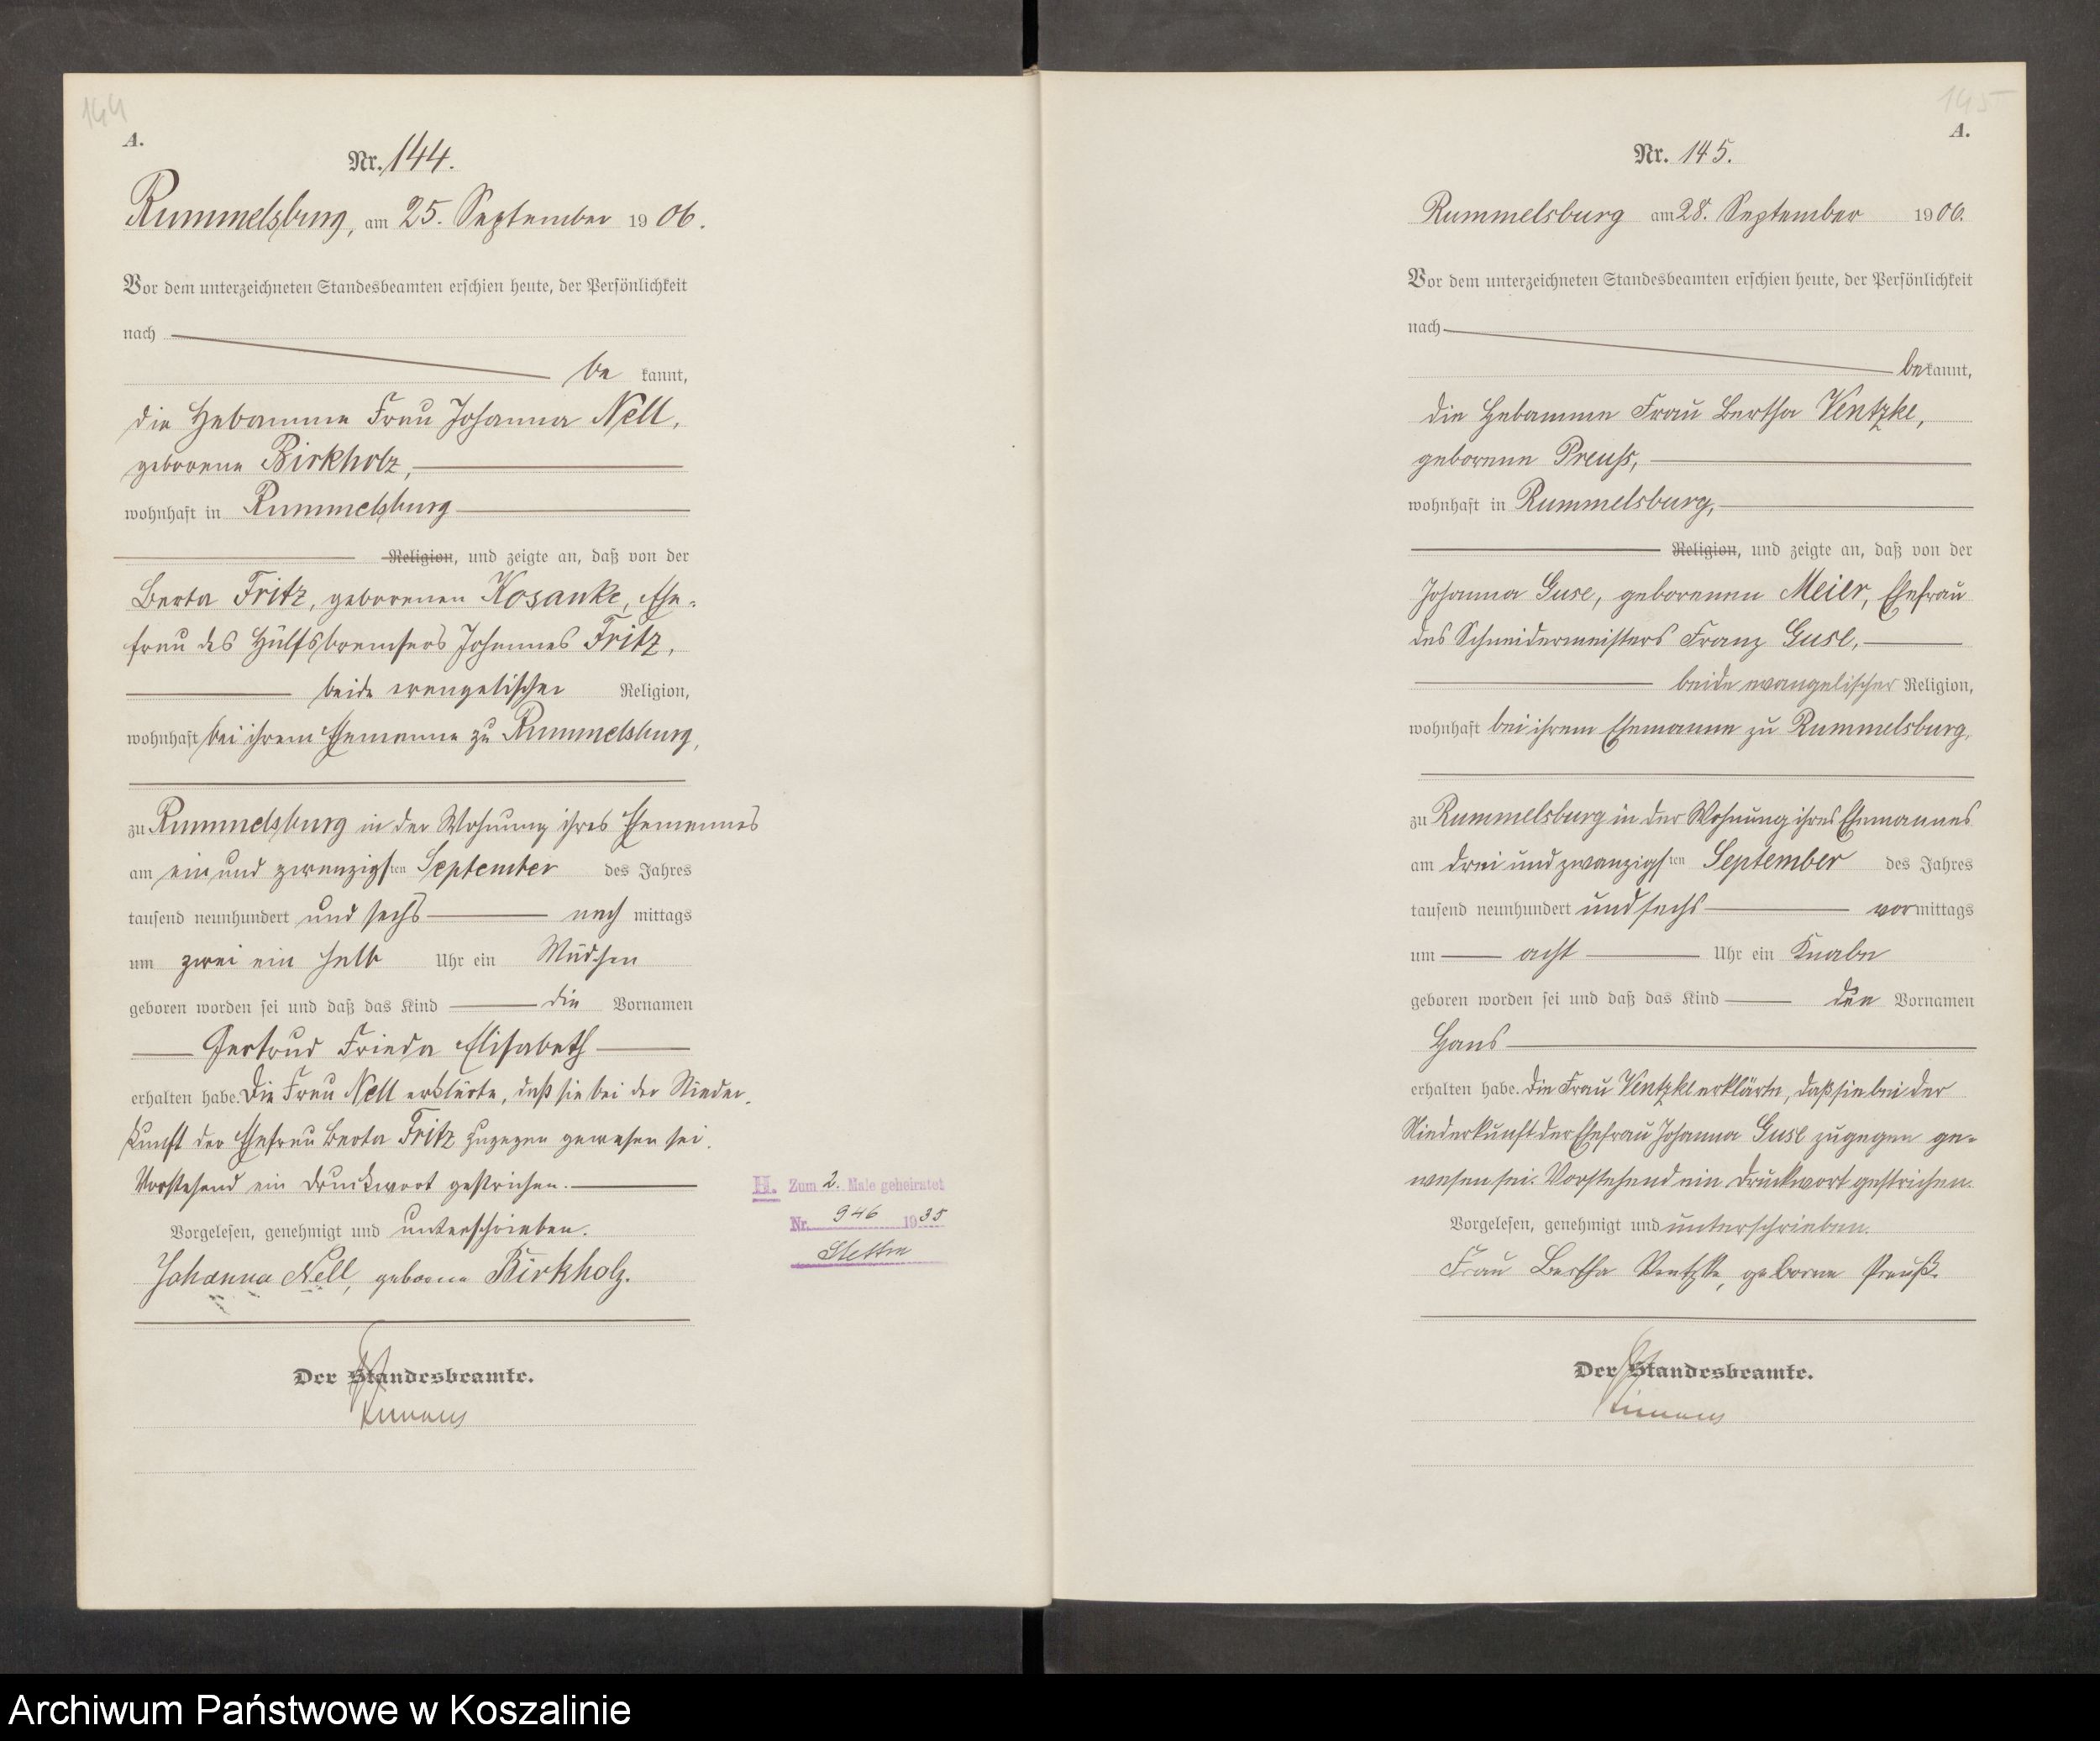 144
A.
Nr. 144.
Rummelsburg, am 25. September 1906.
Vor dem unterzeichneten Standesbeamten erschien heute, der Persönlichkeit
nach
be kannt,
die Hebamme Frau Johanna Nell,
geborene Birkholz,
wohnhaft in Rummelsburg
Religion, und zeigte an, daß von der
Berta Fritz, geborenen Kosanke, Ehe-
frau des Hülfsbremsers Johannes Fritz,
beide evangelischer Religion,
wohnhaft bei ihrem Ehemanne zu Rummelsburg,
zu Rummelsburg in der Wohnung ihres Ehemannes
am ein und zwanzigsten September des Jahres
tausend neunhundert und sechs nach mittags
um zwei ein halb Uhr ein Mädchen
geboren worden sei und daß das Kind die Vornamen
Gertrud Frieda Elisabeth
erhalten habe. Die Frau Nell erklärte, daß sie bei der Nieder-
kunft der Ehefrau Berta Fritz zugegen gewesen sei.
Vorstehend ein Druckwort gestrichen.
Vorgelesen, genehmigt und unterschrieben.
Johanna Nell, geborene Birkholz.
Der Standesbeamte.
H. Zum 2. Male geheiratet
Nr. 946 1935
Stettin
145
A.
Nr. 145.
Rummelsburg am 28. September 1906.
Vor dem unterzeichneten Standesbeamten erschien heute, der Persönlichkeit
nach
bekannt,
die Hebamme Frau Bertha Ventzke,
geborene Preuß,
wohnhaft in Rummelsburg,
Religion, und zeigte an, daß von der
Johanna Guse, geborenen Meier, Ehefrau
des Schneidermeisters Franz Guse,
beide evangelischer Religion,
wohnhaft bei ihrem Ehemanne zu Rummelsburg,
zu Rummelsburg in der Wohnung ihres Ehemannes
am drei und zwanzigsten September des Jahres
tausend neunhundert und sechs vormittags
um acht Uhr ein Knabe
geboren worden sei und daß das Kind den Vornamen
Hans
erhalten habe. Die Frau Ventzke erklärte, daß sie bei der
Niederkunft der Ehefrau Johanna Guse zugegen ge-
wesen sei. Vorstehend ein Druckwort gestrichen.
Vorgelesen, genehmigt und unterschrieben.
Frau Bertha Ventzke, geborne Preuß.
Der Standesbeamte.
Archiwum Państwowe w Koszalinie